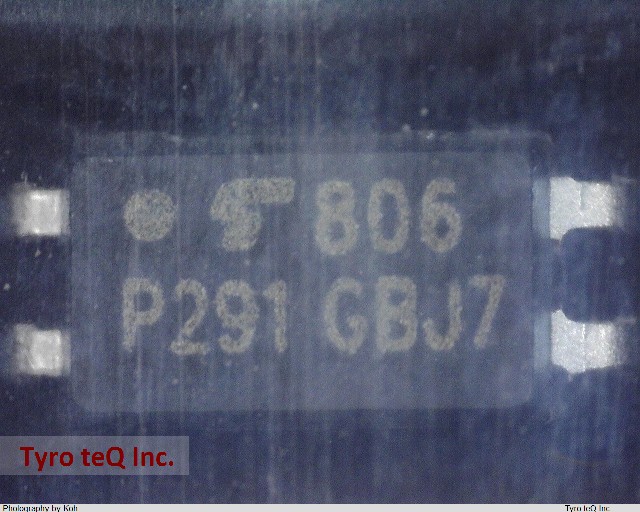 806
P291 GBJ7
Tyro teQ Inc.
Photography by Koh
Tyro teQ Inc.